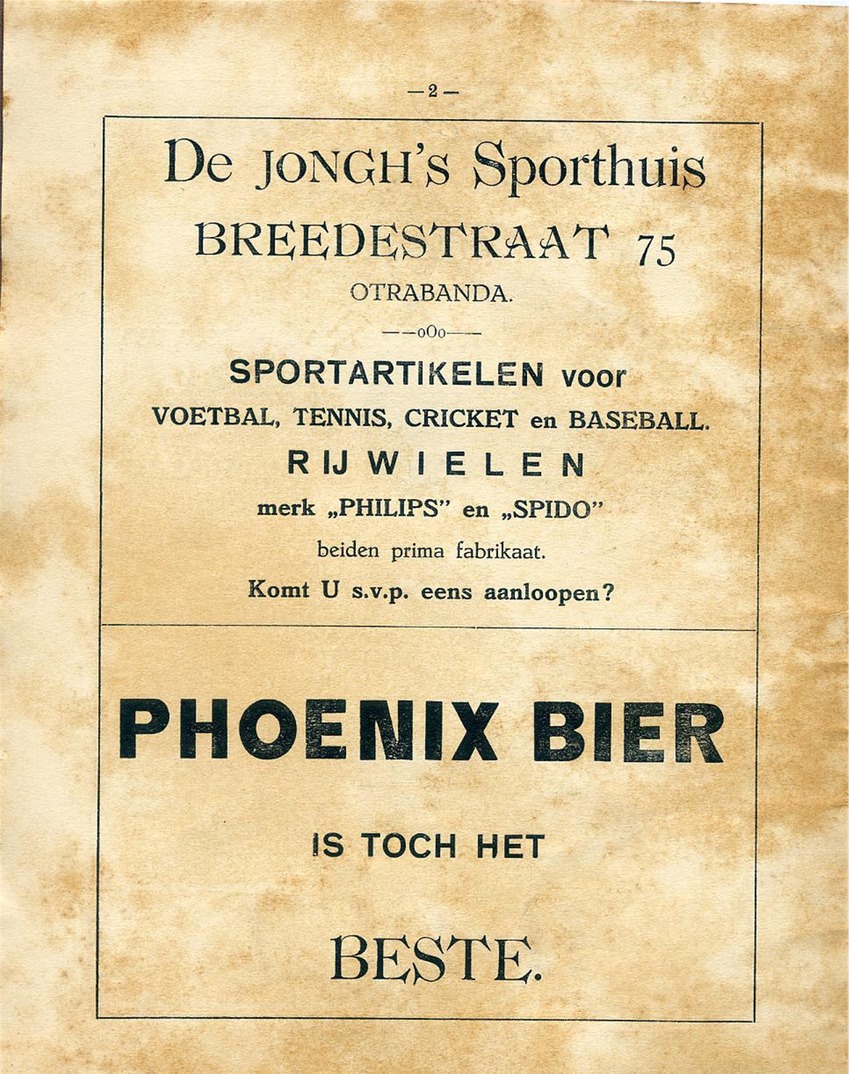 —2—
De JONGH's Sporthuis
BREEDESTRAAT 75
OTRABANDA.
——oOo——
SPORTARTIKELEN voor
VOETBAL, TENNIS, CRICKET en BASEBALL.
RIJWIELEN
merk „PHILIPS” en „SPIDO”
beiden prima fabrikaat.
Komt U s.v.p. eens aanloopen?
PHOENIX BIER
IS TOCH HET
BESTE.